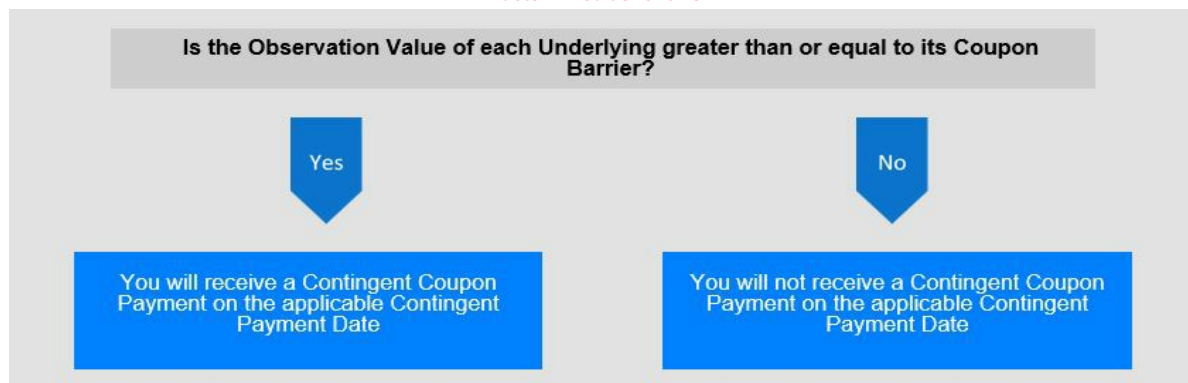 Is the Observation Value of each Underlying greater than or equal to its Coupon
Barrier?
Yes
No
You will receive a Contingent Coupon
Payment on the applicable Contingent
Payment Date
You will not receive a Contingent Coupon
Payment on the applicable Contingent
Payment Date